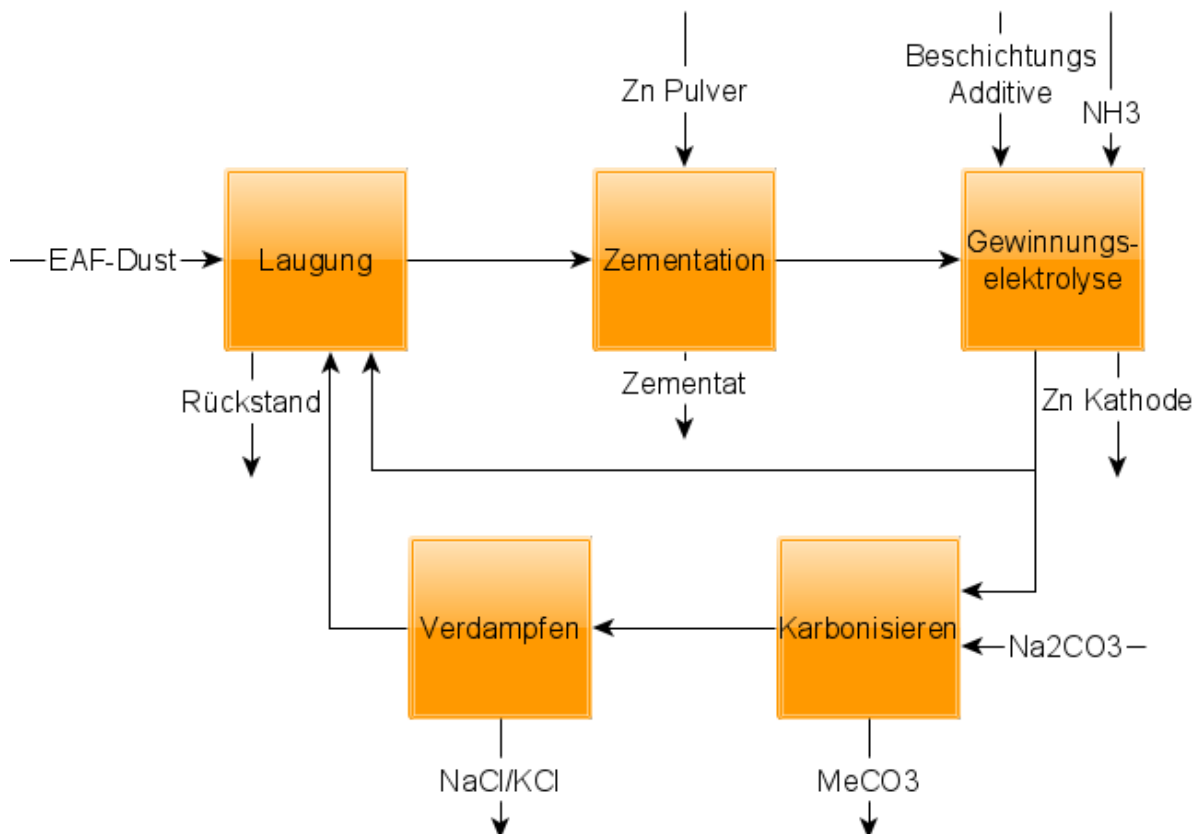 Beschichtungs
Additive
Zn Pulver
NH3
EAF-Dust
Laugung
Zementation
Gewinnungs-
elektrolyse
Rückstand
Zementat
Zn Kathode
Verdampfen
Karbonisieren
Na2CO3
NaCl/KCl
MeCO3